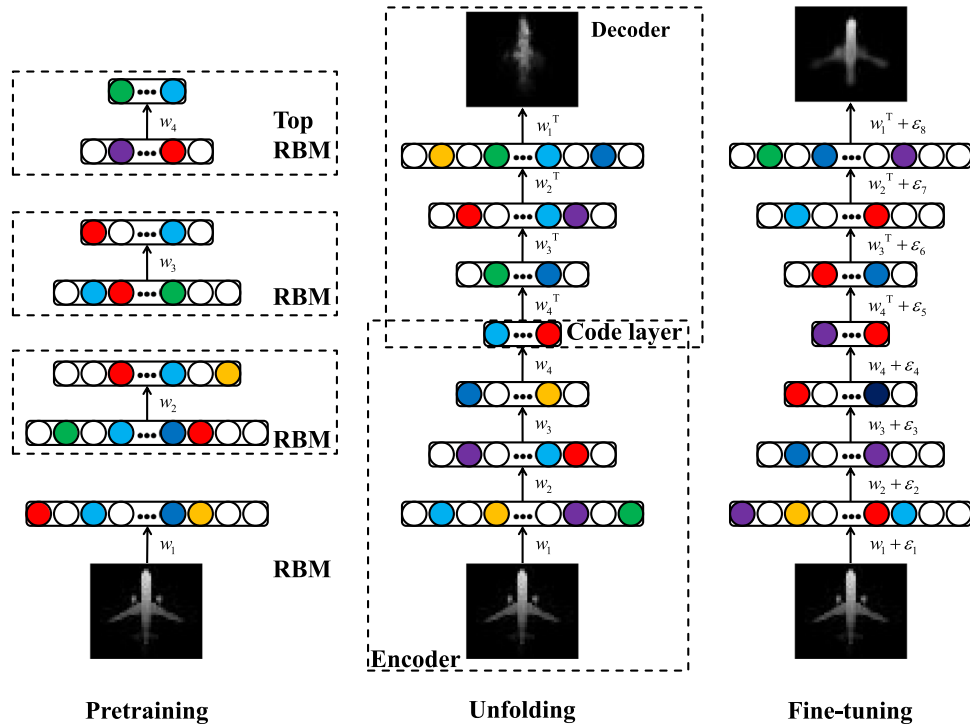 w₄
Top
RBM
w₃
RBM
w₂
RBM
w₁
RBM
Pretraining
Decoder
w₁ᵀ
w₂ᵀ
w₃ᵀ
w₄ᵀ
Code layer
w₄
w₃
w₂
w₁
Encoder
Unfolding
w₁ᵀ + ε₈
w₂ᵀ + ε₇
w₃ᵀ + ε₆
w₄ᵀ + ε₅
w₄ + ε₄
w₃ + ε₃
w₂ + ε₂
w₁ + ε₁
Fine-tuning